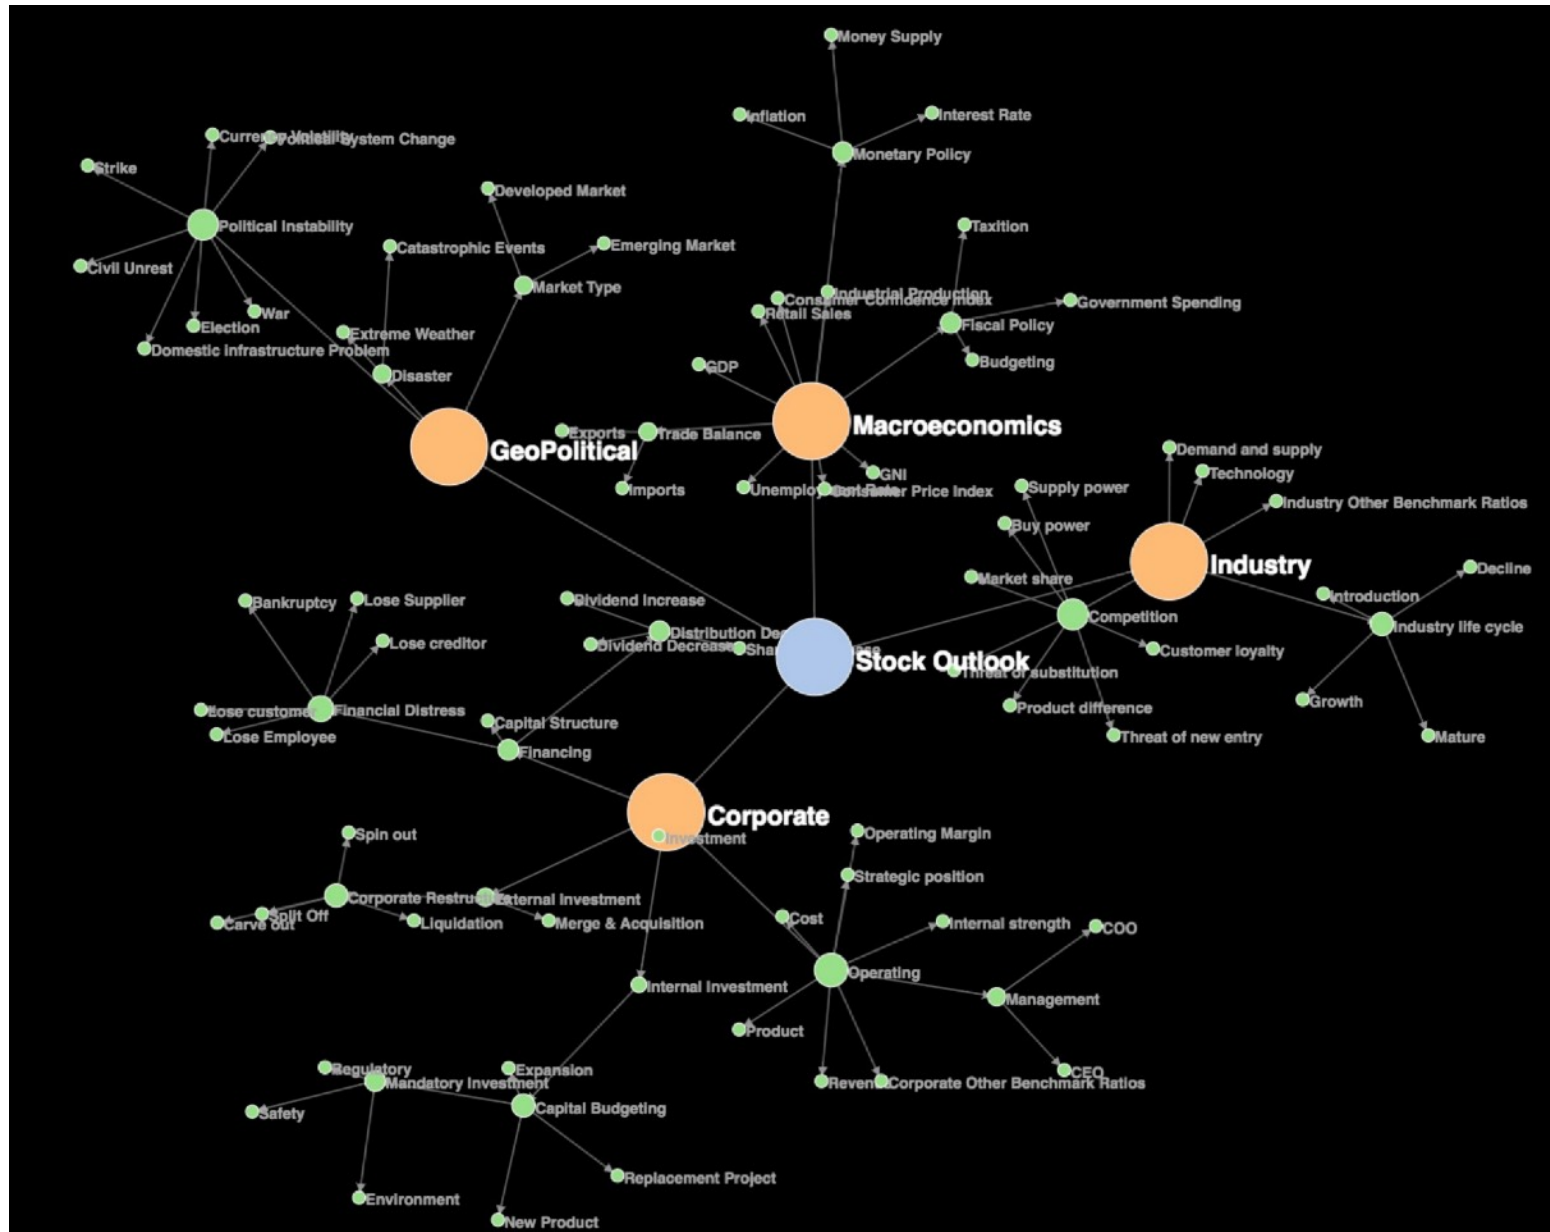 Money Supply
Inflation
Interest Rate
Monetary Policy
Currency Volatility
Political System Change
Strike
Political Instability
Civil Unrest
War
Election
Domestic infrastructure Problem
Developed Market
Catastrophic Events
Emerging Market
Market Type
Extreme Weather
Disaster
GeoPolitical
Taxition
Industrial Production
Consumer Confidence Index
Retail Sales
Government Spending
Fiscal Policy
Budgeting
GDP
Macroeconomics
Exports
Trade Balance
Imports
GNI
Unemployment Rate
Consumer Price Index
Demand and supply
Technology
Supply power
Industry Other Benchmark Ratios
Buy power
Industry
Market share
Decline
Introduction
Competition
Industry life cycle
Customer loyalty
Threat of substitution
Growth
Product difference
Threat of new entry
Mature
Stock Outlook
Bankruptcy
Lose Supplier
Dividend Increase
Distribution
Lose creditor
Dividend Decrease
Lose customer
Financial Distress
Capital Structure
Lose Employee
Financing
Corporate
Investment
Spin out
Operating Margin
Strategic position
Corporate
External Investment
Split Off
Carve out
Liquidation
Merge & Acquisition
Cost
Internal strength
COO
Operating
Internal Investment
Management
Product
Regulatory
Expansion
Mandatory Investment
CEO
Revenue
Corporate Other Benchmark Ratios
Capital Budgeting
Safety
Replacement Project
Environment
New Product